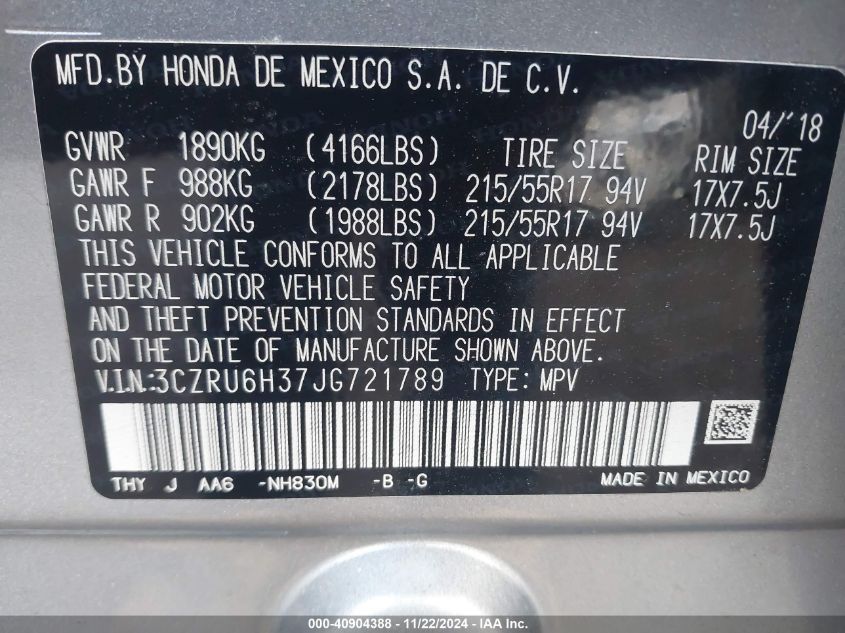 MFD.BY HONDA DE MEXICO S.A. DE C.V.
04/'18
GVWR 1890KG (4166LBS) TIRE SIZE RIM SIZE
GAWR F 988KG (2178LBS) 215/55R17 94V 17X7.5J
GAWR R 902KG (1988LBS) 215/55R17 94V 17X7.5J
THIS VEHICLE CONFORMS TO ALL APPLICABLE
FEDERAL MOTOR VEHICLE SAFETY
AND THEFT PREVENTION STANDARDS IN EFFECT
ON THE DATE OF MANUFACTURE SHOWN ABOVE.
V.I.N.:3CZRU6H37JG721789 TYPE: MPV
THY J AA6 -NH830M -B -G MADE IN MEXICO
000-40904388 - 11/22/2024 - IAA Inc.